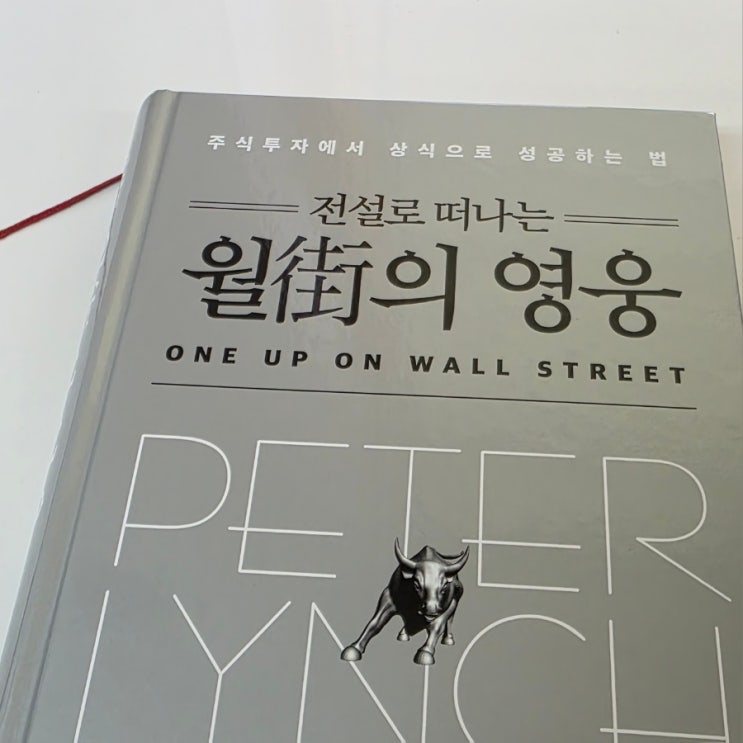 주식투자에서 상식으로 성공하는 법
전설로 떠나는
월街의 영웅
ONE UP ON WALL STREET
PETER
LYNCH